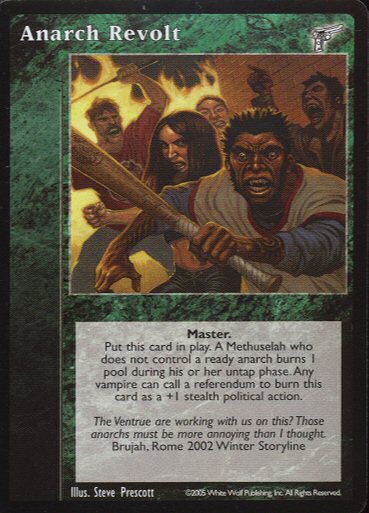 Anarch Revolt
Master.
Put this card in play. A Methuselah who
does not control a ready anarch burns 1
pool during his or her untap phase. Any
vampire can call a referendum to burn this
card as a +1 stealth political action.
The Ventrue are working with us on this? Those
anarchs must be more annoying than I thought.
Brujah, Rome 2002 Winter Storyline
Illus. Steve Prescott
©2005 White Wolf Publishing, Inc. All Rights Reserved.